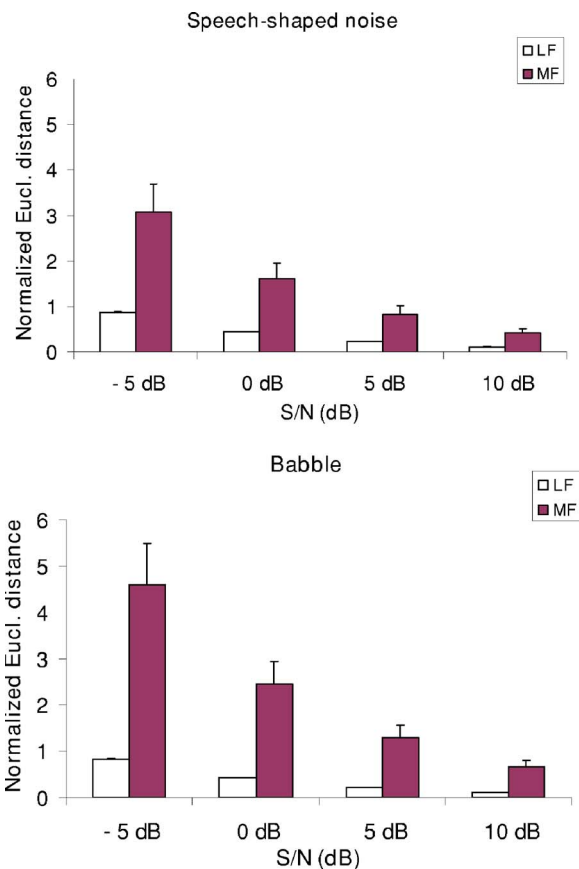 Speech-shaped noise
LF
MF
Normalized Eucl. distance
6
5
4
3
2
1
0
- 5 dB 0 dB 5 dB 10 dB
S/N (dB)
Babble
LF
MF
Normalized Eucl. distance
6
5
4
3
2
1
0
- 5 dB 0 dB 5 dB 10 dB
S/N (dB)